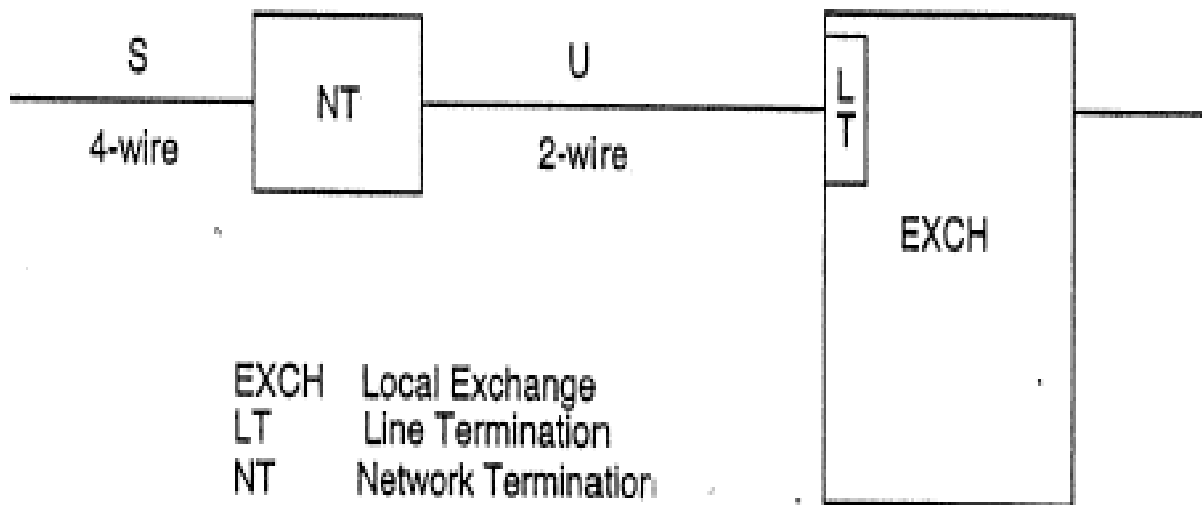 S
U
NT
L
T
4-wire
2-wire
EXCH
EXCH Local Exchange
LT Line Termination
NT Network Termination